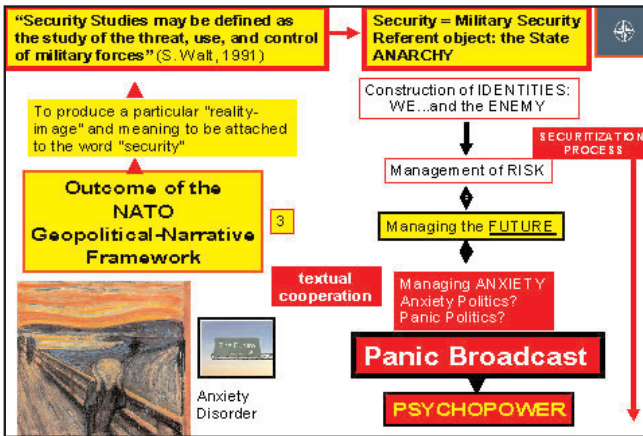 “Security Studies may be defined as
the study of the threat, use, and control
of military forces” (S. Walt, 1991)
Security = Military Security
Referent object: the State
ANARCHY
To produce a particular "reality-
image" and meaning to be attached
to the word "security"
Outcome of the
NATO
Geopolitical-Narrative
Framework
3
Construction of IDENTITIES:
WE...and the ENEMY
SECURITIZATION
PROCESS
Management of RISK
Managing the FUTURE
textual
cooperation
Managing ANXIETY
Anxiety Politics?
Panic Politics?
The Future
Anxiety
Disorder
Panic Broadcast
PSYCHOPOWER